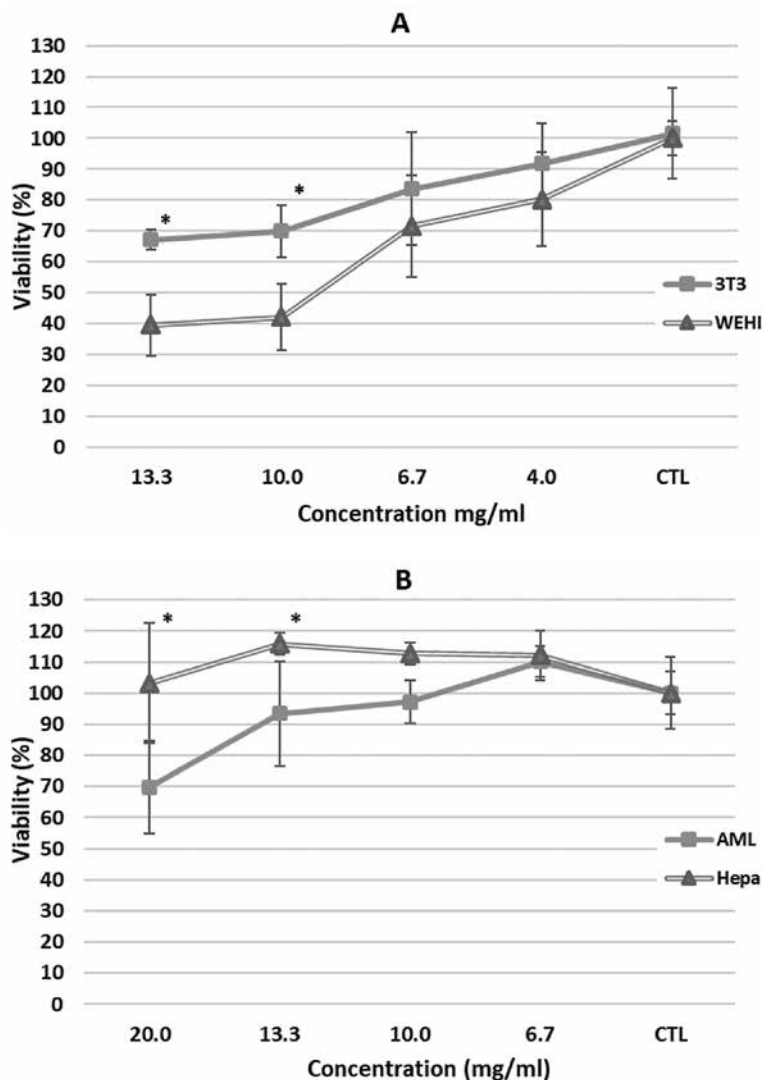 A
130
120
110
100
90
80
70
60
50
40
30
20
10
0
Viability (%)
*
*
3T3
WEHI
13.3 10.0 6.7 4.0 CTL
Concentration mg/ml
B
130
120
110
100
90
80
70
60
50
40
30
20
10
0
Viability (%)
*
*
AML
Hepa
20.0 13.3 10.0 6.7 CTL
Concentration (mg/ml)